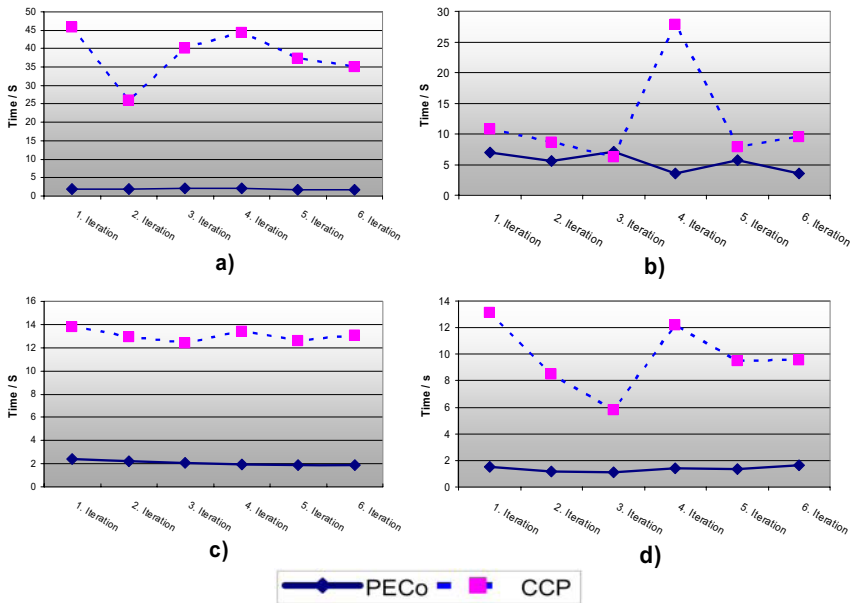 50
45
40
35
30
25
20
15
10
5
0
Time / S
1. Iteration
2. Iteration
3. Iteration
4. Iteration
5. Iteration
6. Iteration
a)
30
25
20
15
10
5
0
Time / S
1. Iteration
2. Iteration
3. Iteration
4. Iteration
5. Iteration
6. Iteration
b)
16
14
12
10
8
6
4
2
0
Time / S
1. Iteration
2. Iteration
3. Iteration
4. Iteration
5. Iteration
6. Iteration
c)
14
12
10
8
6
4
2
0
Time / s
1. Iteration
2. Iteration
3. Iteration
4. Iteration
5. Iteration
6. Iteration
d)
PECo CCP